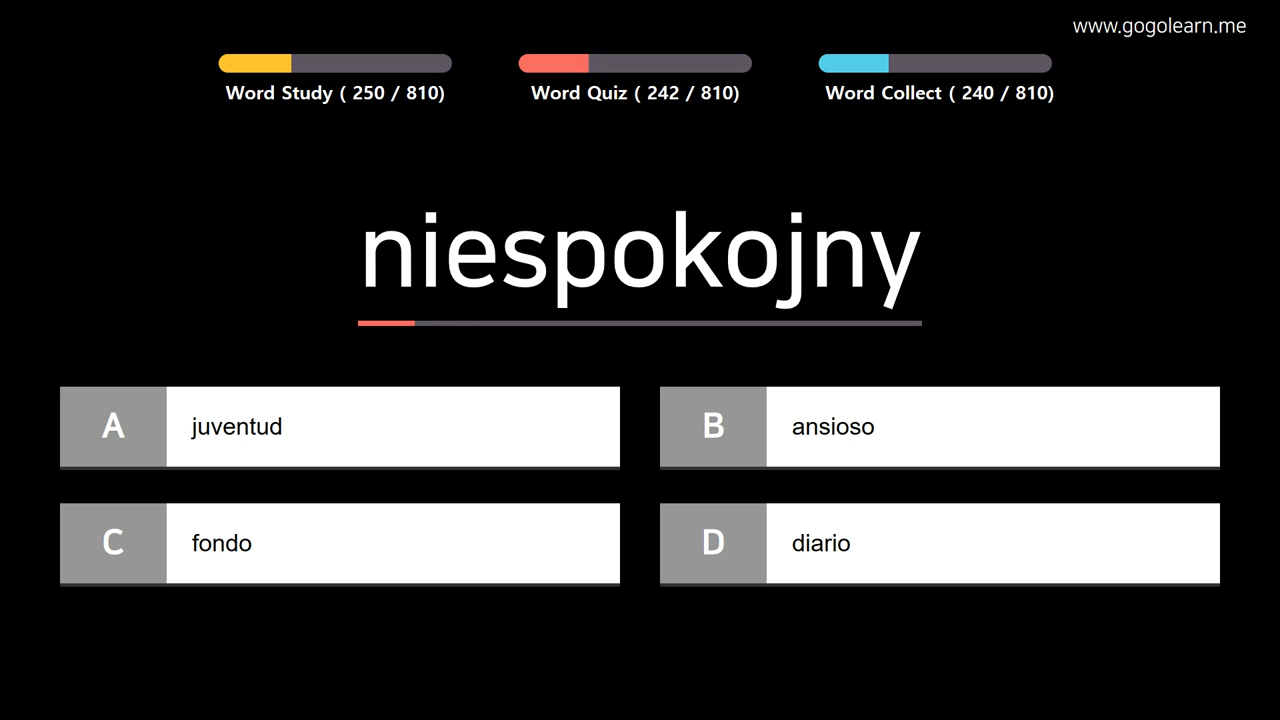 www.gogolearn.me
Word Study ( 250 / 810)
Word Quiz ( 242 / 810)
Word Collect ( 240 / 810)
niespokojny
A juventud
B ansioso
C fondo
D diario